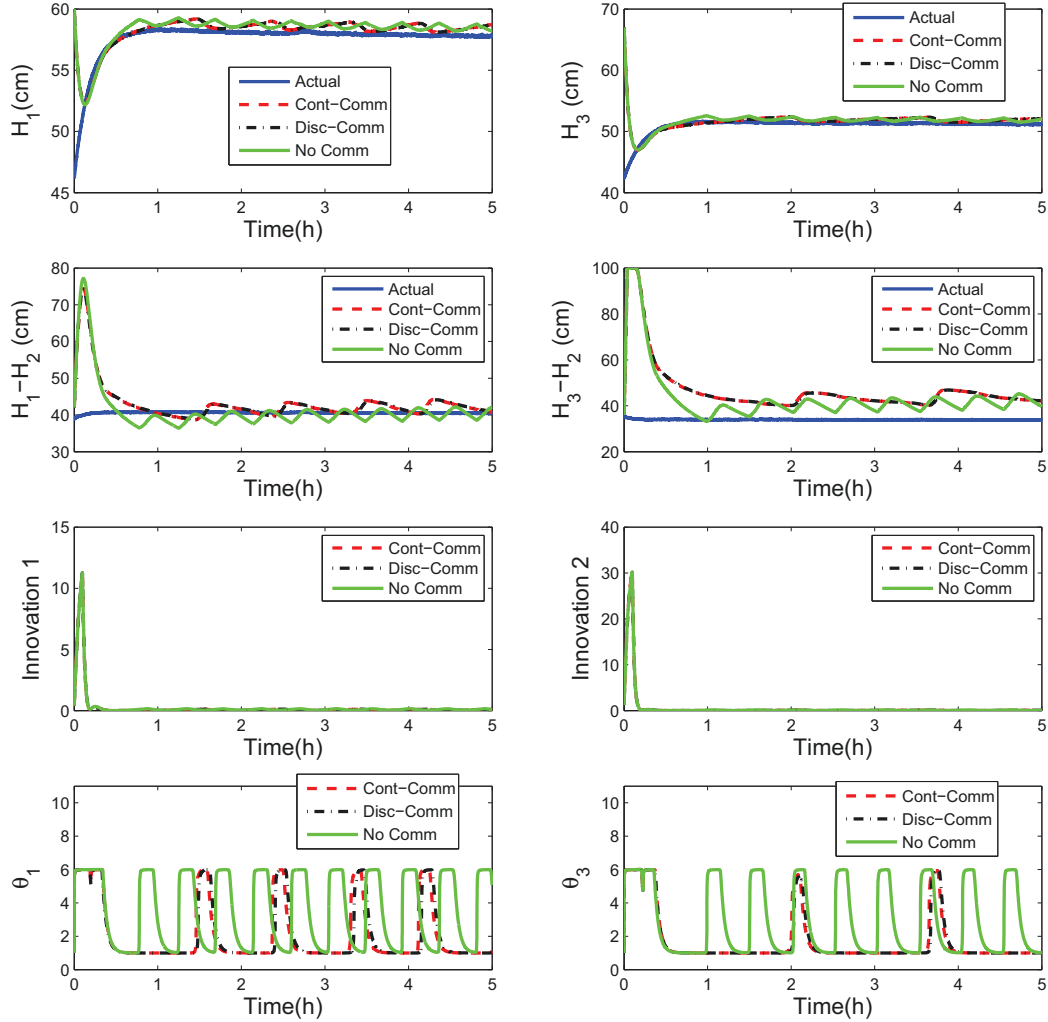 60
55
50
45
H1(cm)
Actual
Cont-Comm
Disc-Comm
No Comm
0 1 2 3 4 5
Time(h)
70
60
50
40
H3 (cm)
Actual
Cont-Comm
Disc-Comm
No Comm
0 1 2 3 4 5
Time(h)
80
70
60
50
40
30
H1−H2 (cm)
Actual
Cont-Comm
Disc-Comm
No Comm
0 1 2 3 4 5
Time(h)
100
80
60
40
20
H3−H2 (cm)
Actual
Cont-Comm
Disc-Comm
No Comm
0 1 2 3 4 5
Time(h)
15
10
5
0
Innovation 1
Cont-Comm
Disc-Comm
No Comm
0 1 2 3 4 5
Time(h)
40
30
20
10
0
Innovation 2
Cont-Comm
Disc-Comm
No Comm
0 1 2 3 4 5
Time(h)
10
8
6
4
2
0
θ1
Cont-Comm
Disc-Comm
No Comm
0 1 2 3 4 5
Time(h)
10
8
6
4
2
0
θ3
Cont-Comm
Disc-Comm
No Comm
0 1 2 3 4 5
Time(h)